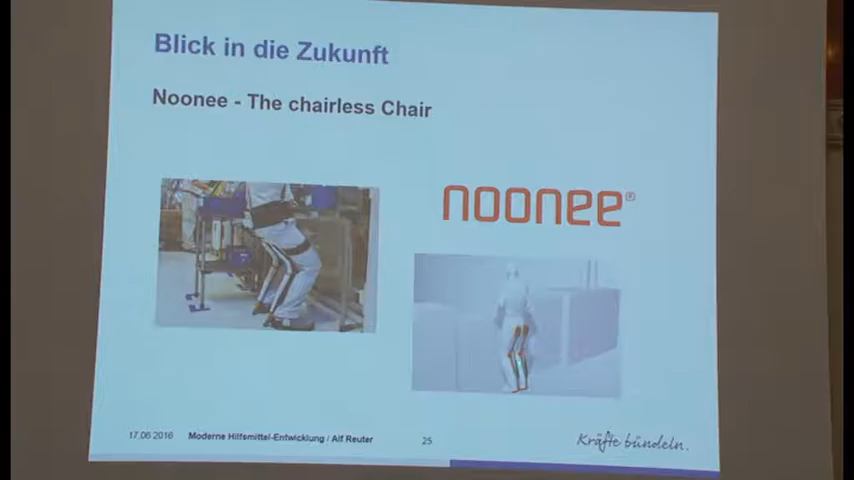 Blick in die Zukunft
Noonee - The chairless Chair
noonee®
17.06.2016 Moderne Hilfsmittel-Entwicklung / Alf Reuter 25 Kräfte bündeln.